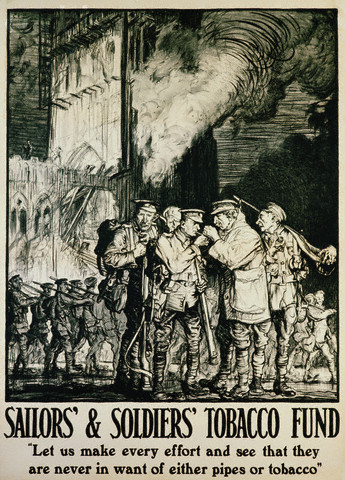 SAILORS' & SOLDIERS' TOBACCO FUND
"Let us make every effort and see that they
are never in want of either pipes or tobacco"